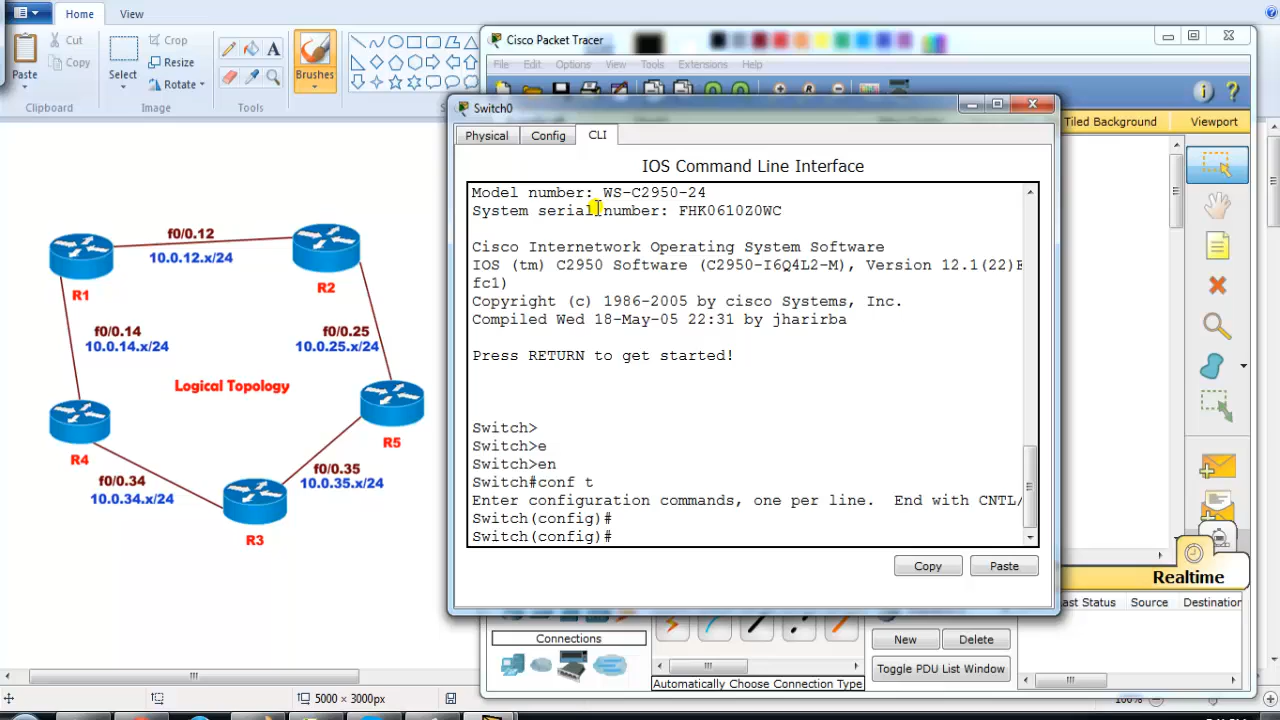 Home
View
Cut
Copy
Paste
Clipboard
Select
Crop
Resize
Rotate
Image
Tools
Brushes
Cisco Packet Tracer
File Edit Options View Tools Extensions Help
Tiled Background
Viewport
Switch0
Physical
Config
CLI
IOS Command Line Interface
Model number: WS-C2950-24
System serial number: FHK0610Z0WC
Cisco Internetwork Operating System Software
IOS (tm) C2950 Software (C2950-I6Q4L2-M), Version 12.1(22)E
fc1)
Copyright (c) 1986-2005 by cisco Systems, Inc.
Compiled Wed 18-May-05 22:31 by jharirba
Press RETURN to get started!
Switch>
Switch>e
Switch>en
Switch#conf t
Enter configuration commands, one per line. End with CNTL/
Switch(config)#
Switch(config)#
Copy
Paste
f0/0.12
10.0.12.x/24
R1
R2
f0/0.14
10.0.14.x/24
f0/0.25
10.0.25.x/24
Logical Topology
R4
R5
f0/0.34
10.0.34.x/24
f0/0.35
10.0.35.x/24
R3
Realtime
ast Status
Source
Destination
Connections
New
Delete
Toggle PDU List Window
Automatically Choose Connection Type
5000 × 3000px
100%